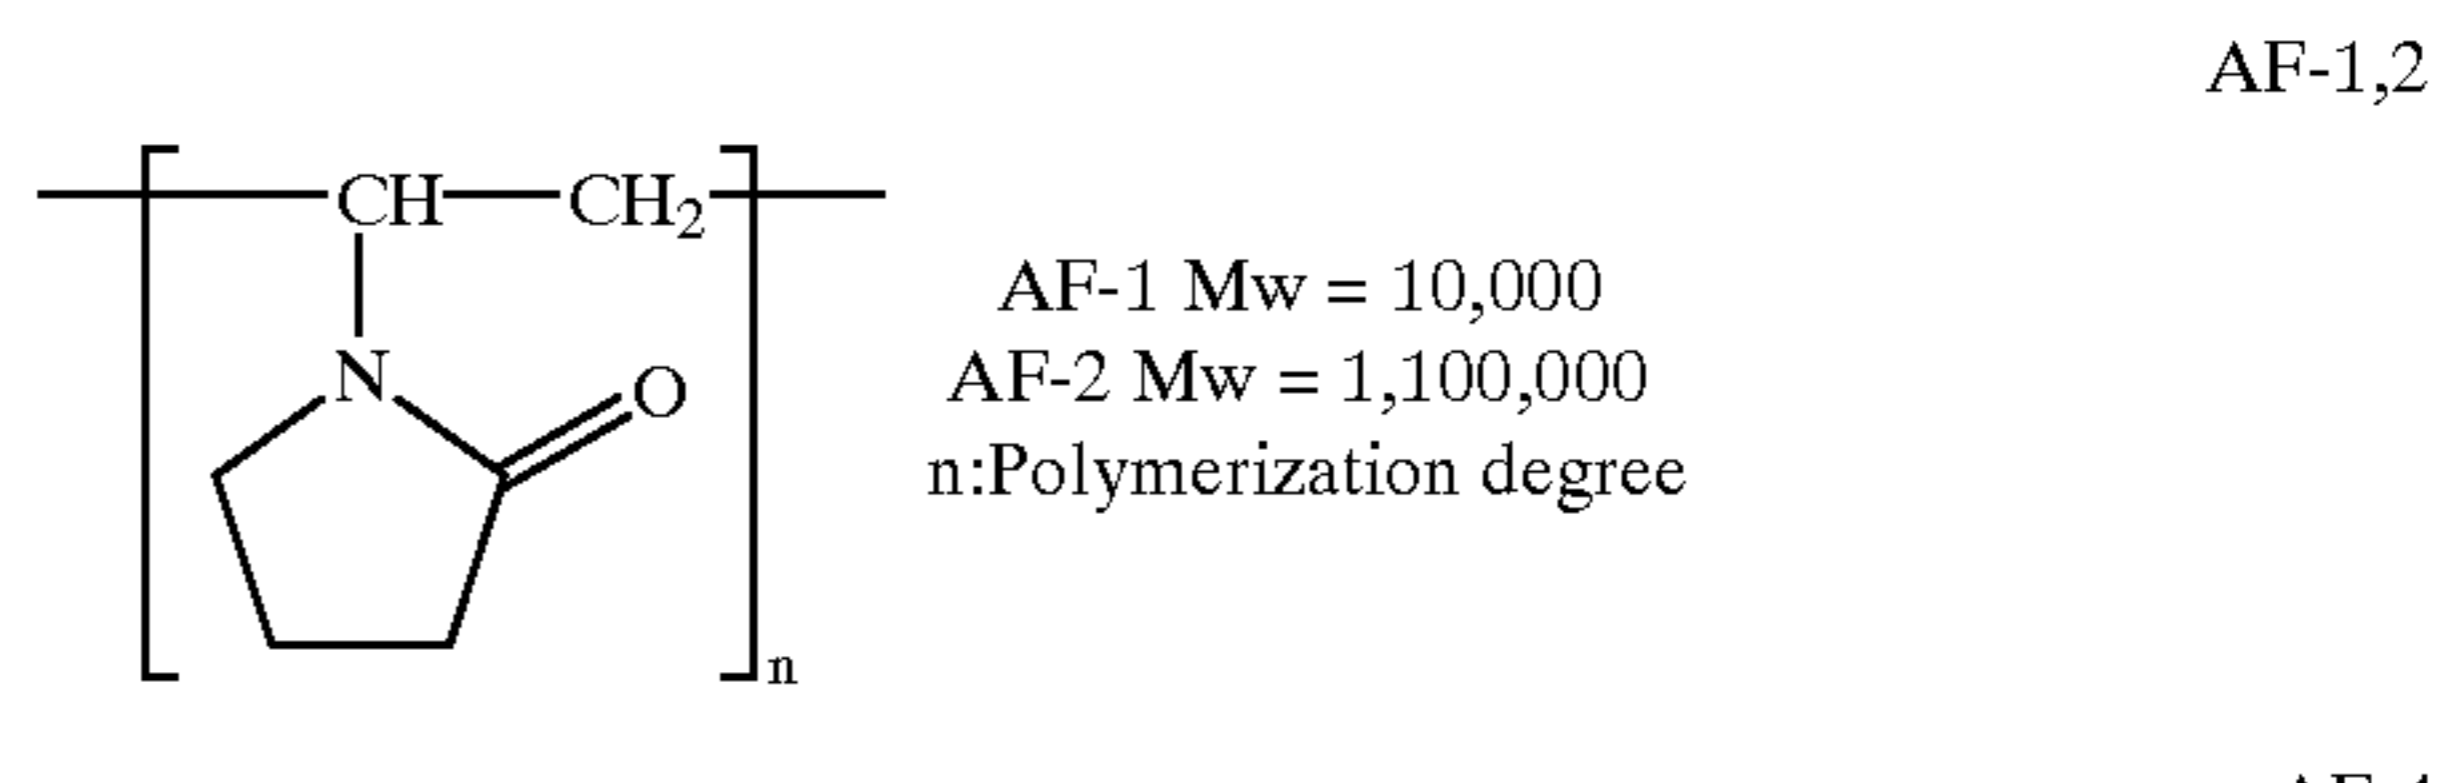 AF-1,2
CH CH2
N O
AF-1 Mw = 10,000
AF-2 Mw = 1,100,000
n:Polymerization degree
n